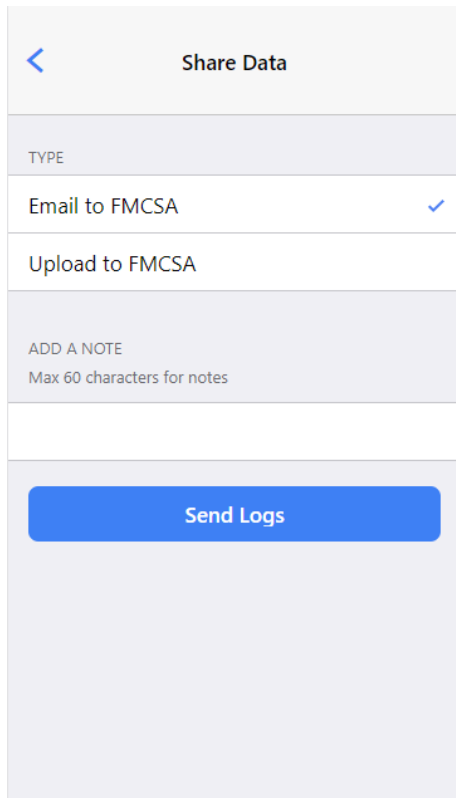 Share Data
TYPE
Email to FMCSA
Upload to FMCSA
ADD A NOTE
Max 60 characters for notes
Send Logs